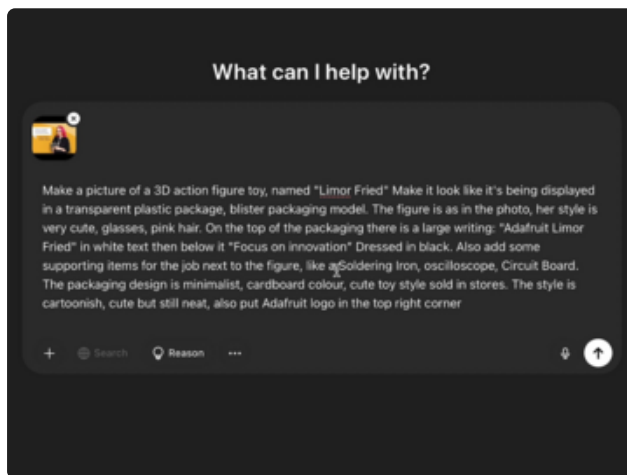 What can I help with?
Make a picture of a 3D action figure toy, named "Limor Fried" Make it look like it's being displayed
in a transparent plastic package, blister packaging model. The figure is as in the photo, her style is
very cute, glasses, pink hair. On the top of the packaging there is a large writing: "Adafruit Limor
Fried" in white text then below it "Focus on innovation" Dressed in black. Also add some
supporting items for the job next to the figure, like a Soldering Iron, oscilloscope, Circuit Board.
The packaging design is minimalist, cardboard colour, cute toy style sold in stores. The style is
cartoonish, cute but still neat, also put Adafruit logo in the top right corner
Search
Reason